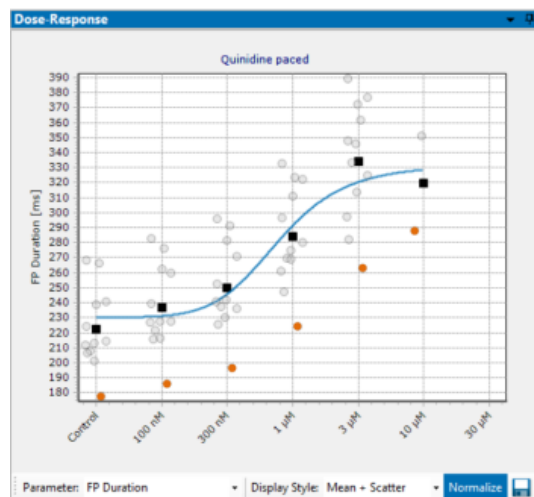 Dose-Response
Quinidine paced
390
380
370
360
350
340
330
320
310
300
290
280
270
260
250
240
230
220
210
200
190
180
FP Duration [ms]
Control
100 nM
300 nM
1 µM
3 µM
10 µM
30 µM
Parameter: FP Duration Display Style: Mean + Scatter Normalize